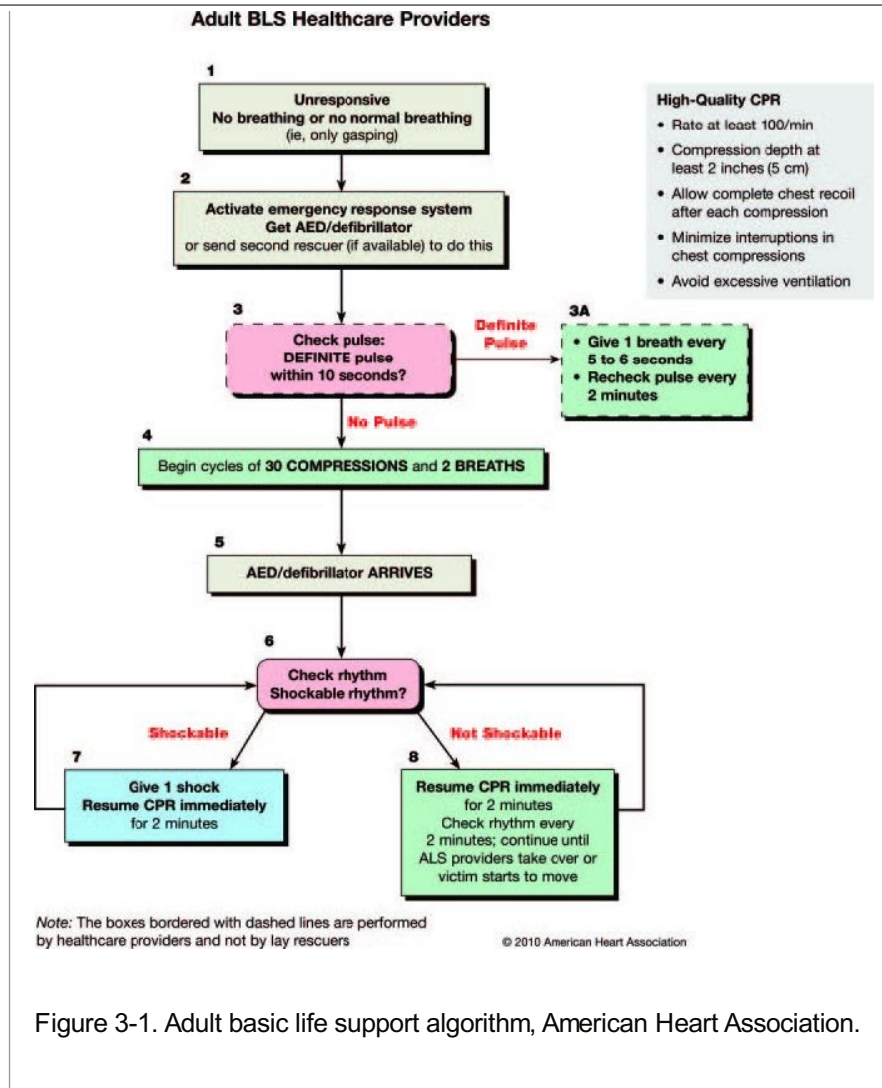 Adult BLS Healthcare Providers
1
Unresponsive
No breathing or no normal breathing
(ie, only gasping)
High-Quality CPR
• Rate at least 100/min
• Compression depth at
least 2 inches (5 cm)
• Allow complete chest recoil
after each compression
• Minimize interruptions in
chest compressions
• Avoid excessive ventilation
2
Activate emergency response system
Get AED/defibrillator
or send second rescuer (if available) to do this
3
Check pulse:
DEFINITE pulse
within 10 seconds?
Definite
Pulse
3A
• Give 1 breath every
5 to 6 seconds
• Recheck pulse every
2 minutes
No Pulse
4
Begin cycles of 30 COMPRESSIONS and 2 BREATHS
5
AED/defibrillator ARRIVES
6
Check rhythm
Shockable rhythm?
Shockable
Not Shockable
7
Give 1 shock
Resume CPR immediately
for 2 minutes
8
Resume CPR immediately
for 2 minutes
Check rhythm every
2 minutes; continue until
ALS providers take over or
victim starts to move
Note: The boxes bordered with dashed lines are performed
by healthcare providers and not by lay rescuers
© 2010 American Heart Association
Figure 3-1. Adult basic life support algorithm, American Heart Association.